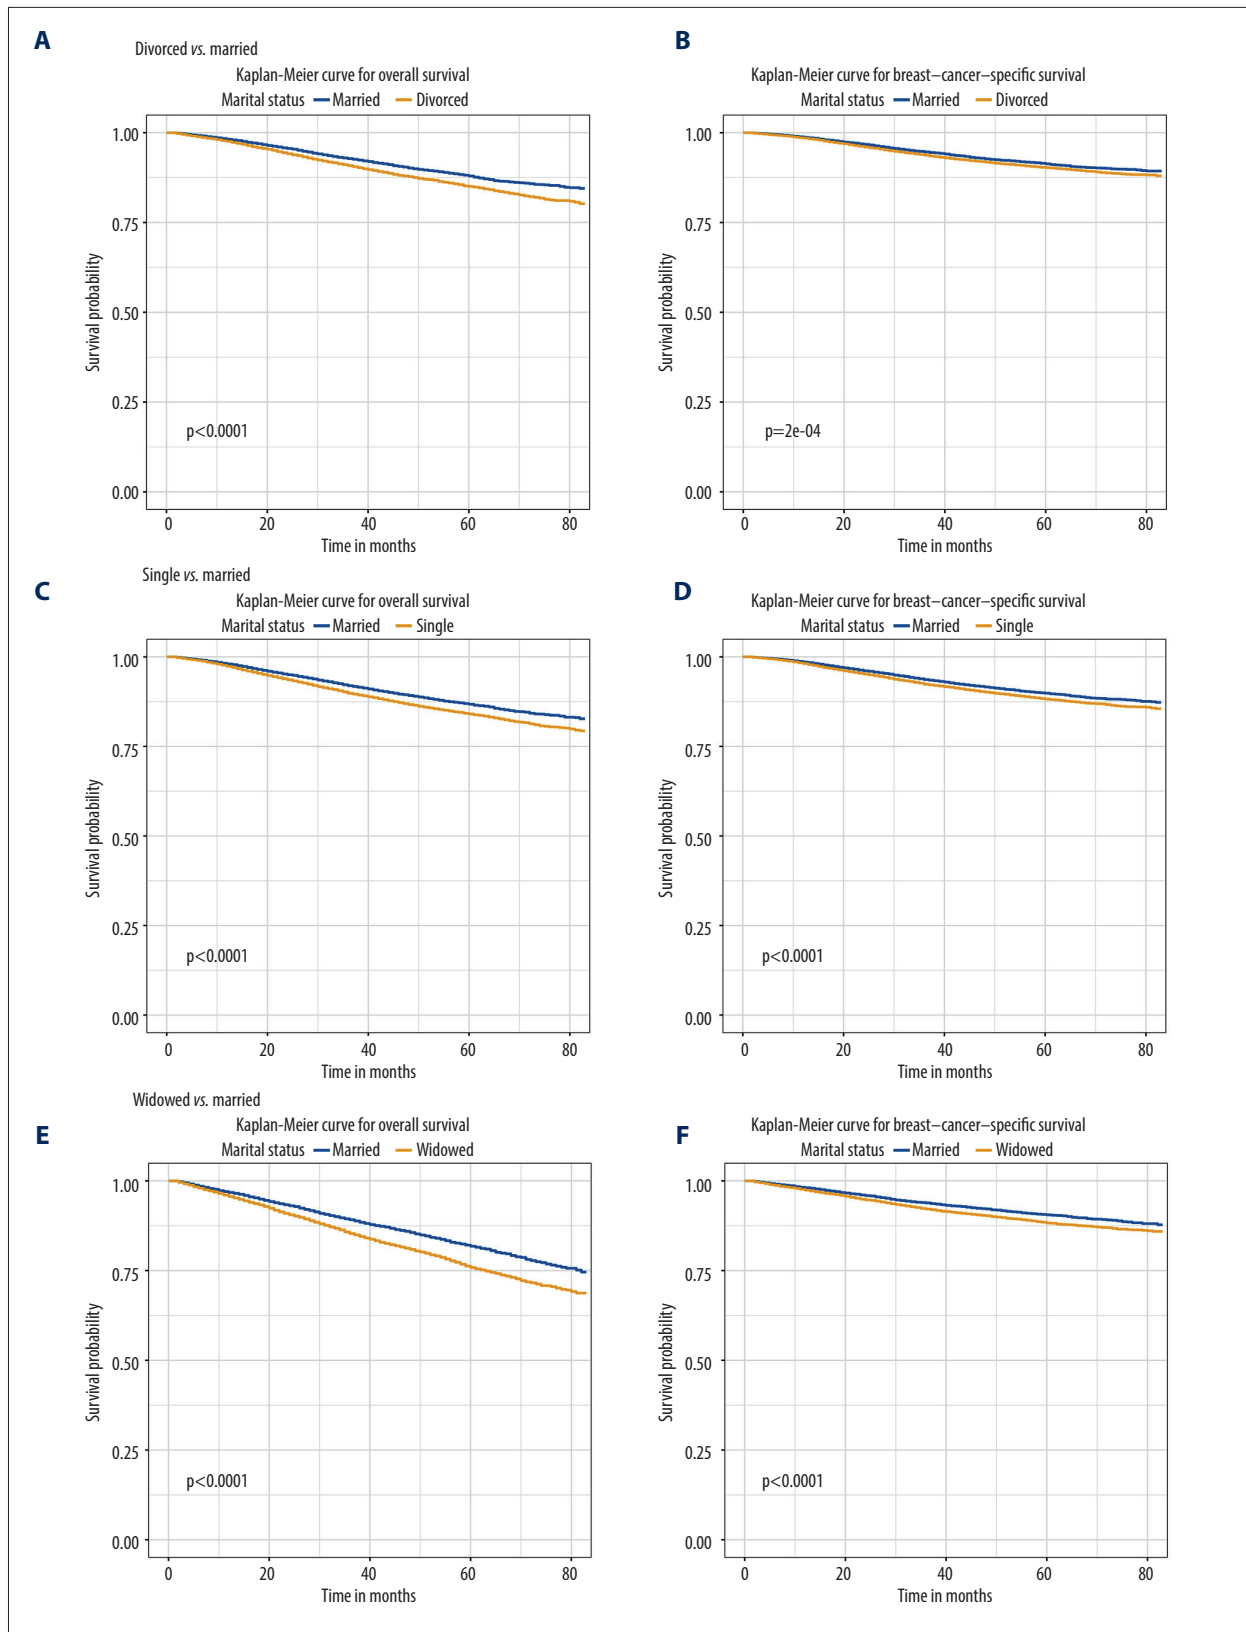 A
Divorced vs. married
Kaplan-Meier curve for overall survival
Marital status Married Divorced
1.00
0.75
0.50
0.25
0.00
Survival probability
p<0.0001
0 20 40 60 80
Time in months
B
Kaplan-Meier curve for breast–cancer–specific survival
Marital status Married Divorced
1.00
0.75
0.50
0.25
0.00
Survival probability
p=2e-04
0 20 40 60 80
Time in months
C
Single vs. married
Kaplan-Meier curve for overall survival
Marital status Married Single
1.00
0.75
0.50
0.25
0.00
Survival probability
p<0.0001
0 20 40 60 80
Time in months
D
Kaplan-Meier curve for breast–cancer–specific survival
Marital status Married Single
1.00
0.75
0.50
0.25
0.00
Survival probability
p<0.0001
0 20 40 60 80
Time in months
E
Widowed vs. married
Kaplan-Meier curve for overall survival
Marital status Married Widowed
1.00
0.75
0.50
0.25
0.00
Survival probability
p<0.0001
0 20 40 60 80
Time in months
F
Kaplan-Meier curve for breast–cancer–specific survival
Marital status Married Widowed
1.00
0.75
0.50
0.25
0.00
Survival probability
p<0.0001
0 20 40 60 80
Time in months